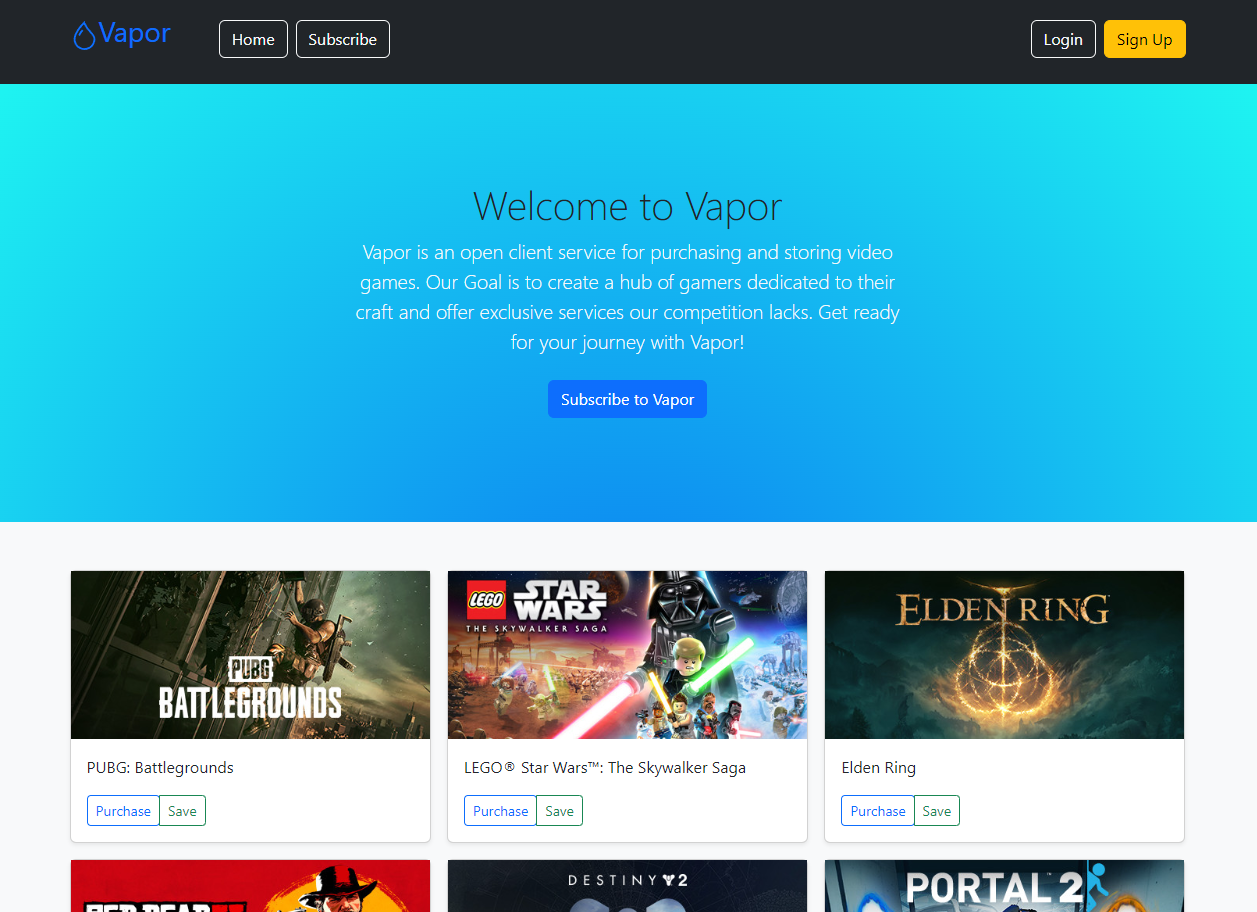 Vapor
Home
Subscribe
Login
Sign Up
Welcome to Vapor
Vapor is an open client service for purchasing and storing video
games. Our Goal is to create a hub of gamers dedicated to their
craft and offer exclusive services our competition lacks. Get ready
for your journey with Vapor!
Subscribe to Vapor
PUBG
BATTLEGROUNDS
LEGO STAR WARS
THE SKYWALKER SAGA
ELDEN RING
PUBG: Battlegrounds
LEGO® Star Wars™: The Skywalker Saga
Elden Ring
Purchase
Save
Purchase
Save
Purchase
Save
RED DEAD
DESTINY 2
PORTAL 2